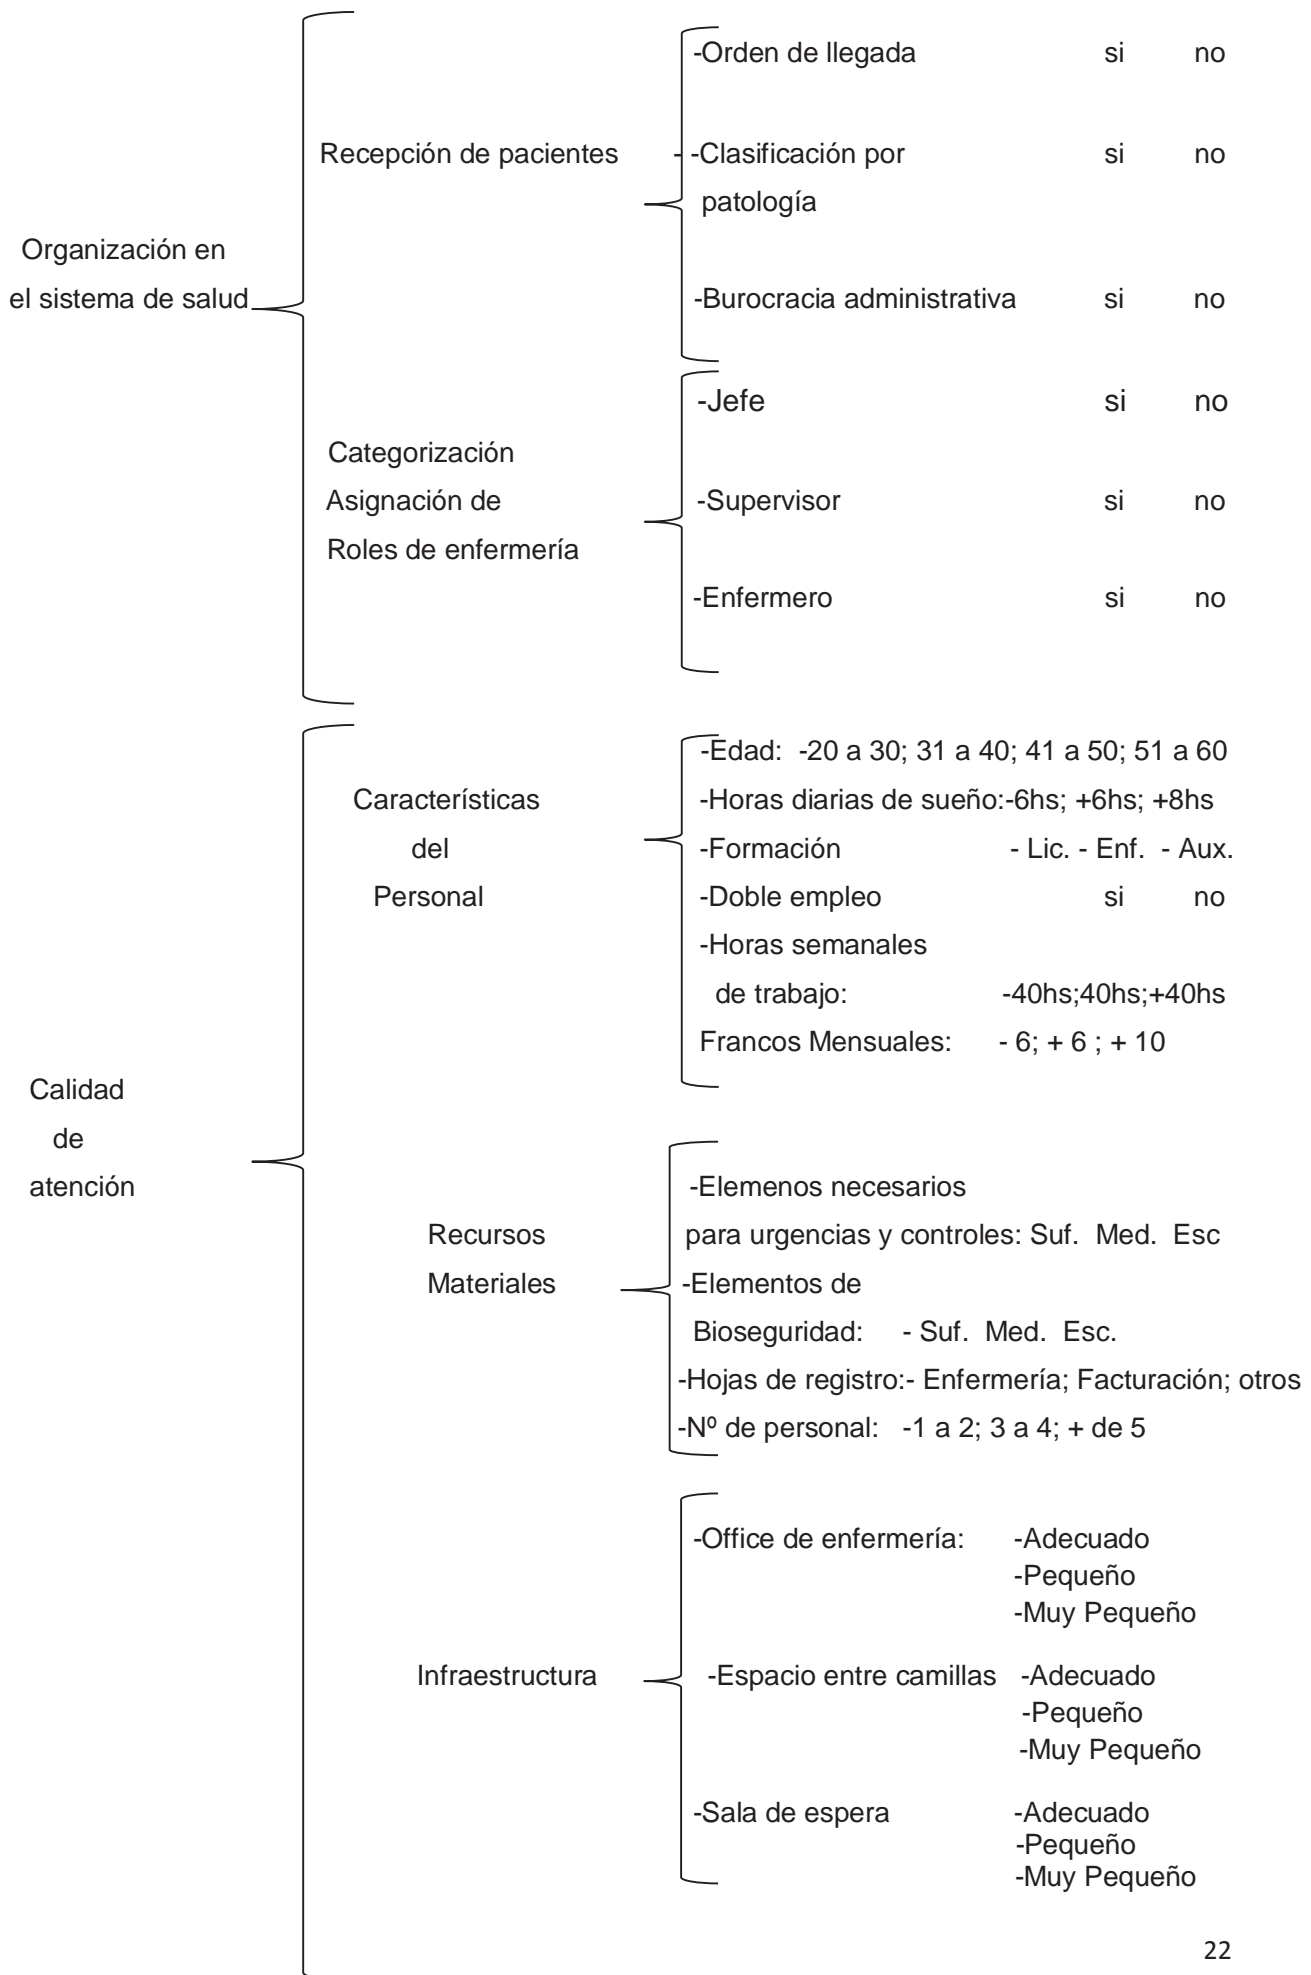 -Orden de llegada si no
Recepción de pacientes - -Clasificación por si no
patología
Organización en
el sistema de salud
-Burocracia administrativa si no
-Jefe si no
Categorización
Asignación de
Roles de enfermería
-Supervisor si no
-Enfermero si no
-Edad: -20 a 30; 31 a 40; 41 a 50; 51 a 60
Características
del
Personal
-Horas diarias de sueño:-6hs; +6hs; +8hs
-Formación - Lic. - Enf. - Aux.
-Doble empleo si no
-Horas semanales
de trabajo: -40hs;40hs;+40hs
Francos Mensuales: - 6; + 6 ; + 10
Calidad
de
atención
-Elemenos necesarios
Recursos
Materiales
para urgencias y controles: Suf. Med. Esc
-Elementos de
Bioseguridad: - Suf. Med. Esc.
-Hojas de registro:- Enfermería; Facturación; otros
-Nº de personal: -1 a 2; 3 a 4; + de 5
-Office de enfermería: -Adecuado
-Pequeño
-Muy Pequeño
Infraestructura -Espacio entre camillas -Adecuado
-Pequeño
-Muy Pequeño
-Sala de espera -Adecuado
-Pequeño
-Muy Pequeño
22